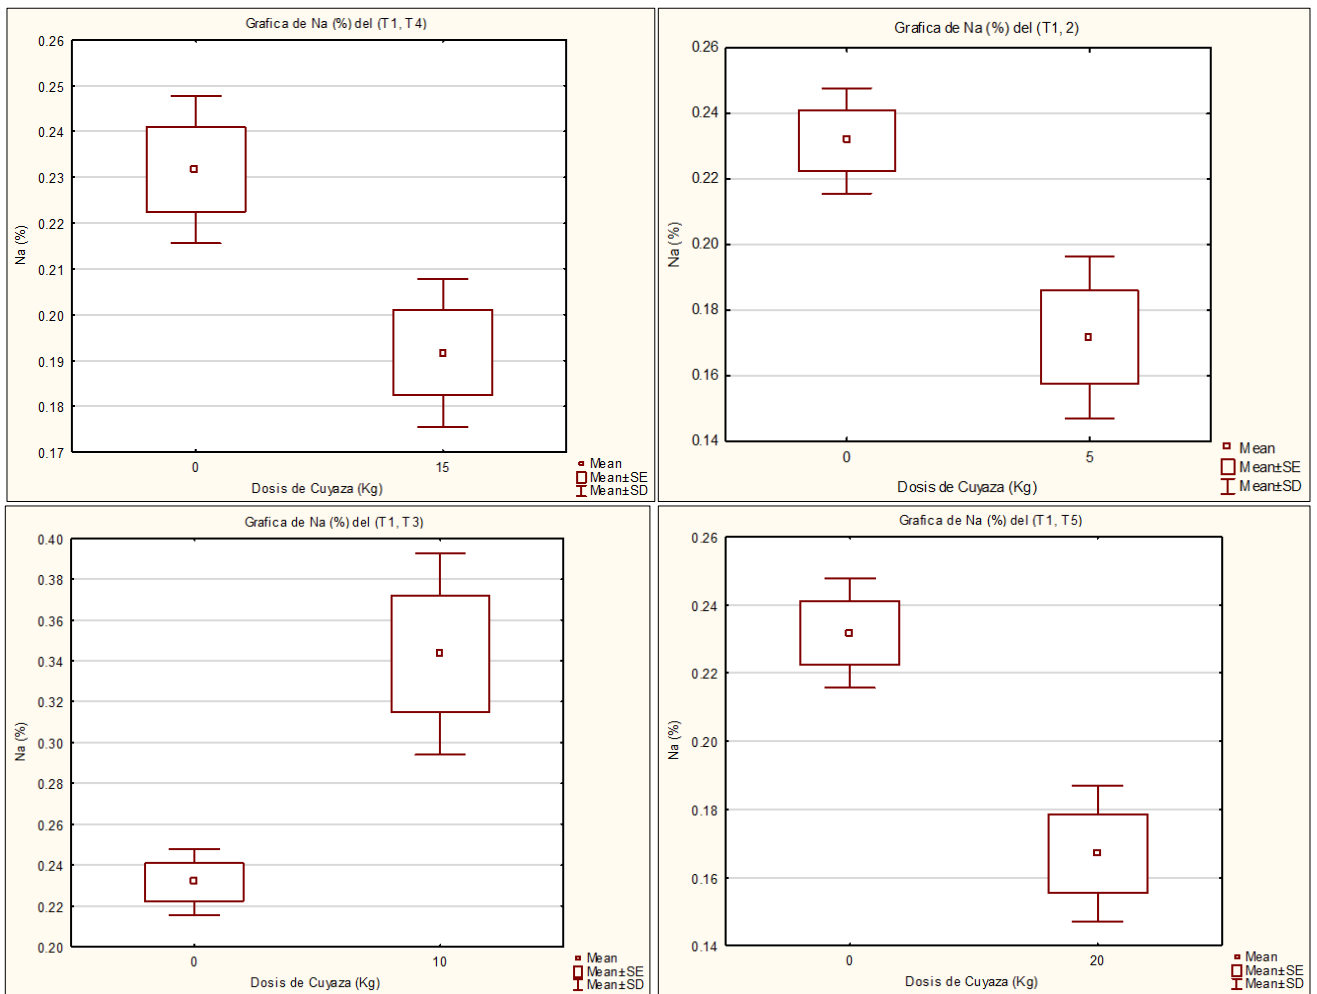 Grafica de Na (%) del (T1, T4)
0.26
0.25
0.24
0.23
0.22
0.21
0.20
0.19
0.18
0.17
Na (%)
0
15
Dosis de Cuyaza (Kg)
Mean
Mean±SE
Mean±SD
Grafica de Na (%) del (T1, 2)
0.26
0.24
0.22
0.20
0.18
0.16
0.14
Na (%)
0
5
Dosis de Cuyaza (Kg)
Mean
Mean±SE
Mean±SD
Grafica de Na (%) del (T1, T3)
0.40
0.38
0.36
0.34
0.32
0.30
0.28
0.26
0.24
0.22
0.20
Na (%)
0
10
Dosis de Cuyaza (Kg)
Mean
Mean±SE
Mean±SD
Grafica de Na (%) del (T1, T5)
0.26
0.24
0.22
0.20
0.18
0.16
0.14
Na (%)
0
20
Dosis de Cuyaza (Kg)
Mean
Mean±SE
Mean±SD